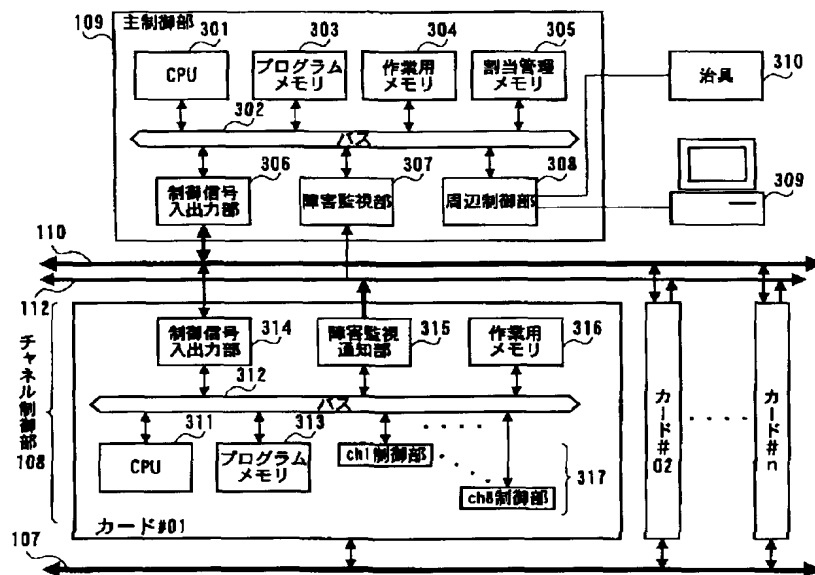 109
主制御部
301
303
304
305
CPU
プログラム
メモリ
作業用
メモリ
割当管理
メモリ
治具
310
302
バス
306
307
308
制御信号
入出力部
障害監視部
周辺制御部
309
110
112
チャネル制御部
108
制御信号
入出力部
314
障害監視
通知部
315
作業用
メモリ
316
312
バス
311
313
CPU
プログラム
メモリ
ch1制御部
ch8制御部
317
カード#01
カード#02
カード#n
107